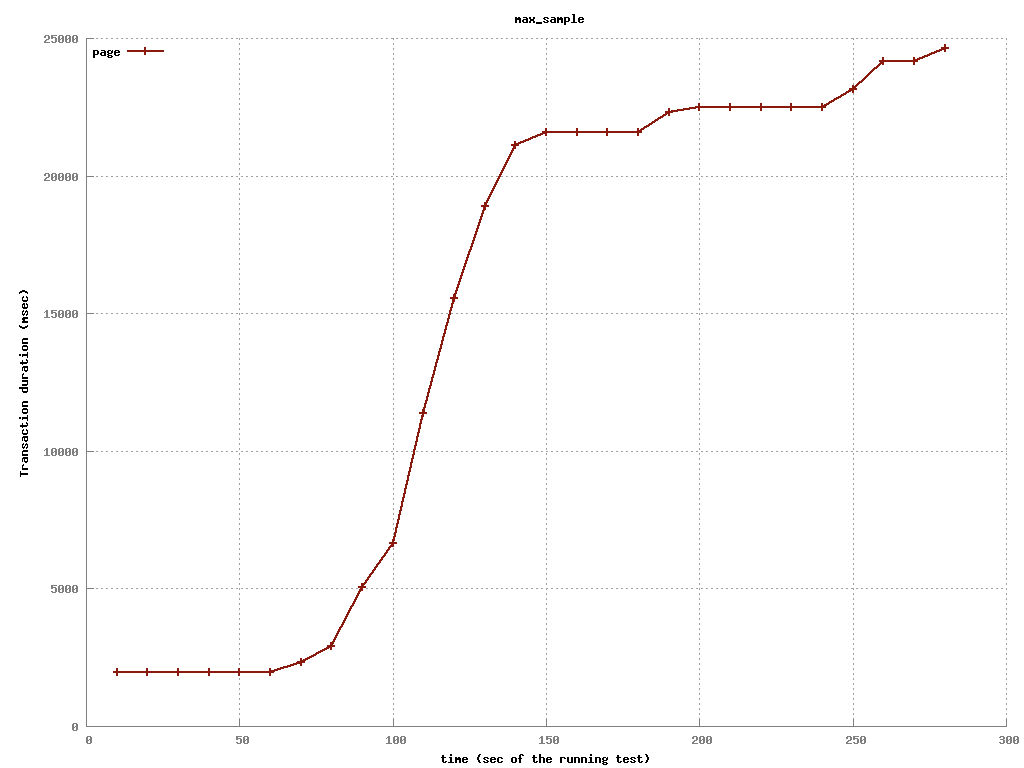 max_sample
page
25000
20000
15000
10000
5000
0
Transaction duration (msec)
0 50 100 150 200 250 300
time (sec of the running test)